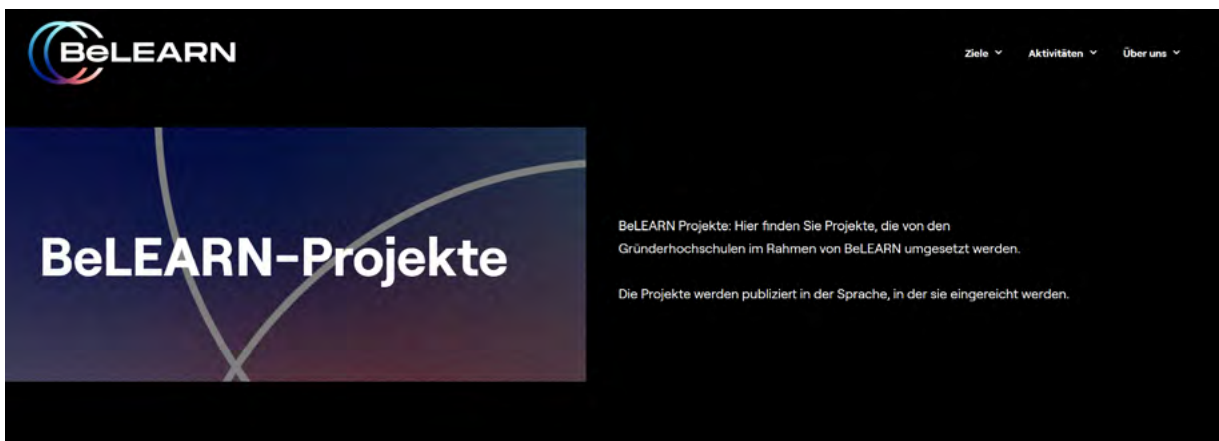 BeLEARN
Ziele
Aktivitäten
Über uns
BeLEARN-Projekte
BeLEARN Projekte: Hier finden Sie Projekte, die von den
Gründerhochschulen im Rahmen von BeLEARN umgesetzt werden.
Die Projekte werden publiziert in der Sprache, in der sie eingereicht werden.